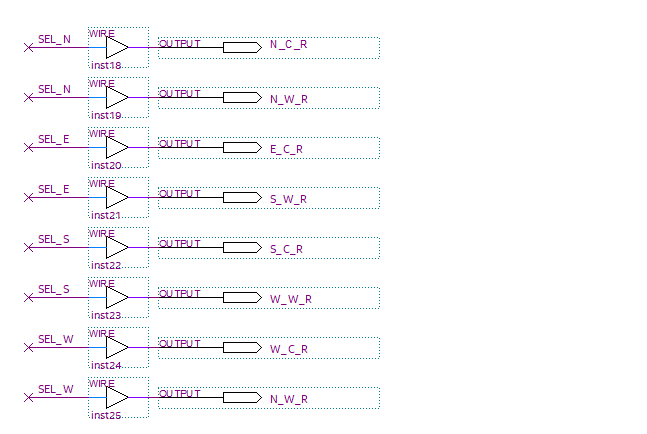 SEL_N WIRE OUTPUT N_C_R
inst18
SEL_N WIRE OUTPUT N_W_R
inst19
SEL_E WIRE OUTPUT E_C_R
inst20
SEL_E WIRE OUTPUT S_W_R
inst21
SEL_S WIRE OUTPUT S_C_R
inst22
SEL_S WIRE OUTPUT W_W_R
inst23
SEL_W WIRE OUTPUT W_C_R
inst24
SEL_W WIRE OUTPUT N_W_R
inst25